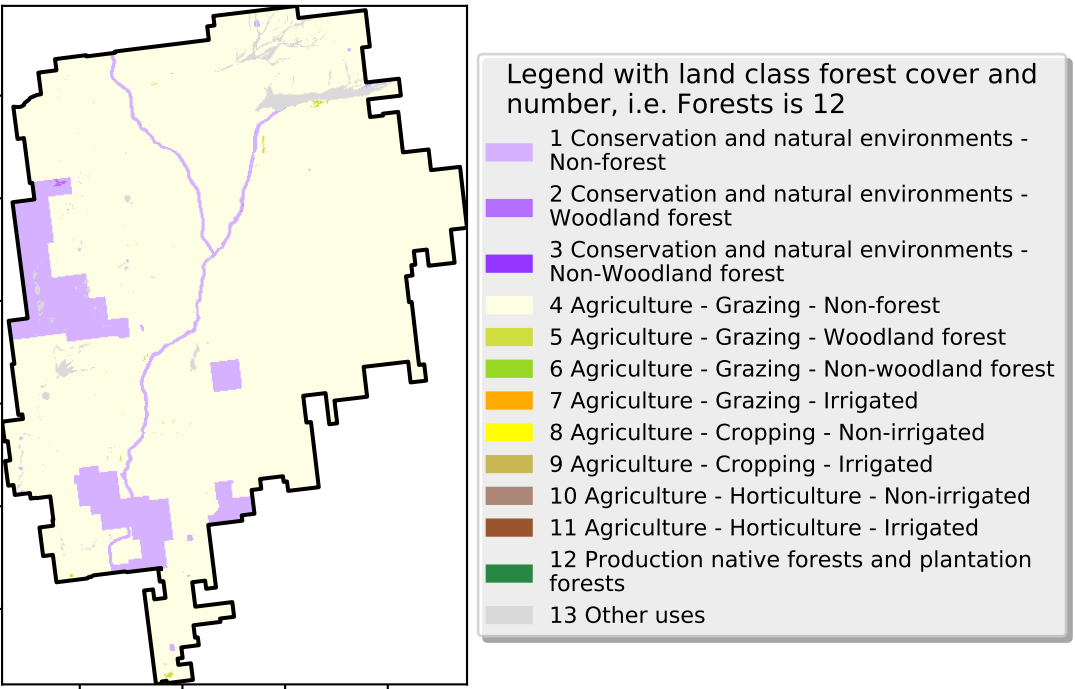 Legend with land class forest cover and
number, i.e. Forests is 12
1 Conservation and natural environments -
Non-forest
2 Conservation and natural environments -
Woodland forest
3 Conservation and natural environments -
Non-Woodland forest
4 Agriculture - Grazing - Non-forest
5 Agriculture - Grazing - Woodland forest
6 Agriculture - Grazing - Non-woodland forest
7 Agriculture - Grazing - Irrigated
8 Agriculture - Cropping - Non-irrigated
9 Agriculture - Cropping - Irrigated
10 Agriculture - Horticulture - Non-irrigated
11 Agriculture - Horticulture - Irrigated
12 Production native forests and plantation
forests
13 Other uses